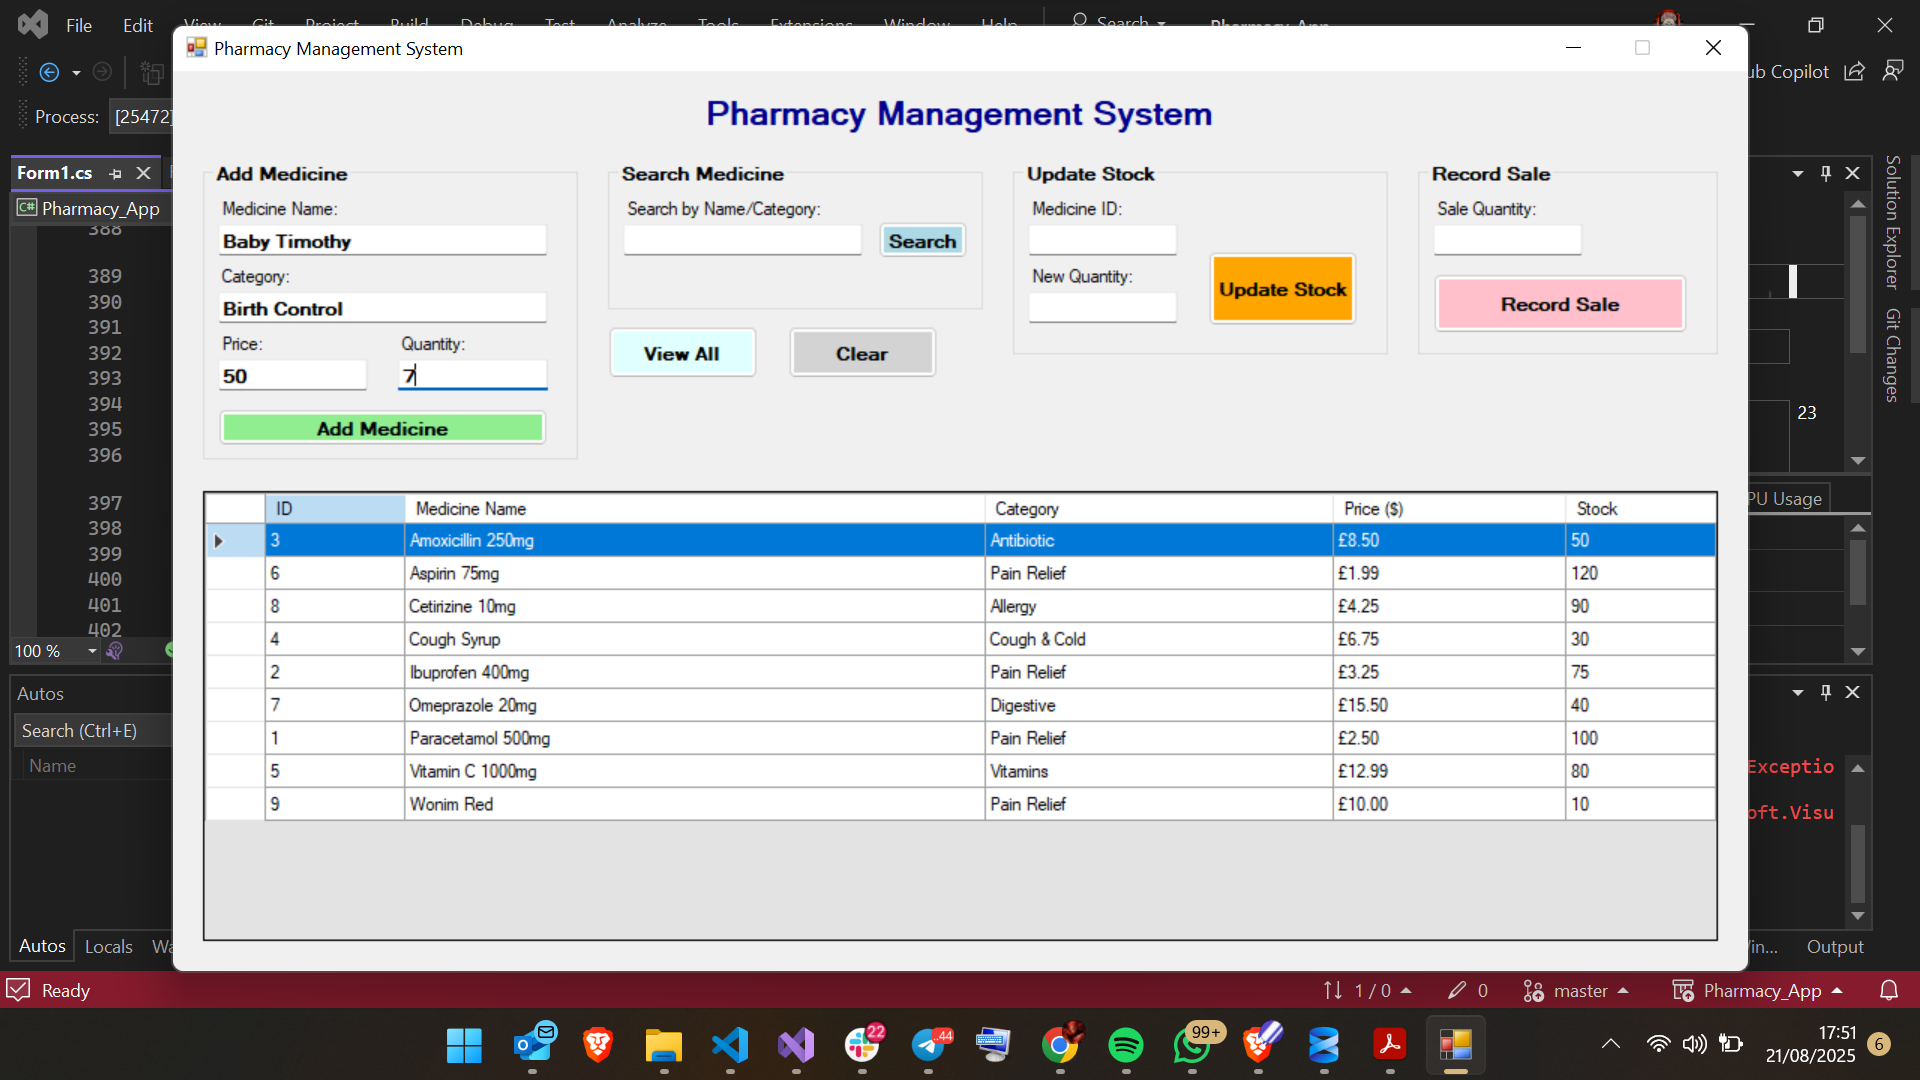 File Edit View Git Project Build Debug Test Analyze Tools Extensions Window Help Search Pharmacy_App
Pharmacy Management System
Process: [25472]
ub Copilot
Pharmacy Management System
Form1.cs
Pharmacy_App
Add Medicine
Medicine Name:
Baby Timothy
Category:
Birth Control
Price: Quantity:
50 7
Add Medicine
Search Medicine
Search by Name/Category:
Search
View All Clear
Update Stock
Medicine ID:
New Quantity:
Update Stock
Record Sale
Sale Quantity:
Record Sale
Solution Explorer
Git Changes
23
PU Usage
388
389
390
391
392
393
394
395
396
397
398
399
400
401
402
100 %
ID Medicine Name Category Price ($) Stock
3 Amoxicillin 250mg Antibiotic £8.50 50
6 Aspirin 75mg Pain Relief £1.99 120
8 Cetirizine 10mg Allergy £4.25 90
4 Cough Syrup Cough & Cold £6.75 30
2 Ibuprofen 400mg Pain Relief £3.25 75
7 Omeprazole 20mg Digestive £15.50 40
1 Paracetamol 500mg Pain Relief £2.50 100
5 Vitamin C 1000mg Vitamins £12.99 80
9 Wonim Red Pain Relief £10.00 10
Autos
Search (Ctrl+E)
Name
Exceptio
oft.Visu
Autos Locals Wa
in... Output
Ready
1 / 0 0 master Pharmacy_App
22
..44
99+
17:51
21/08/2025
6